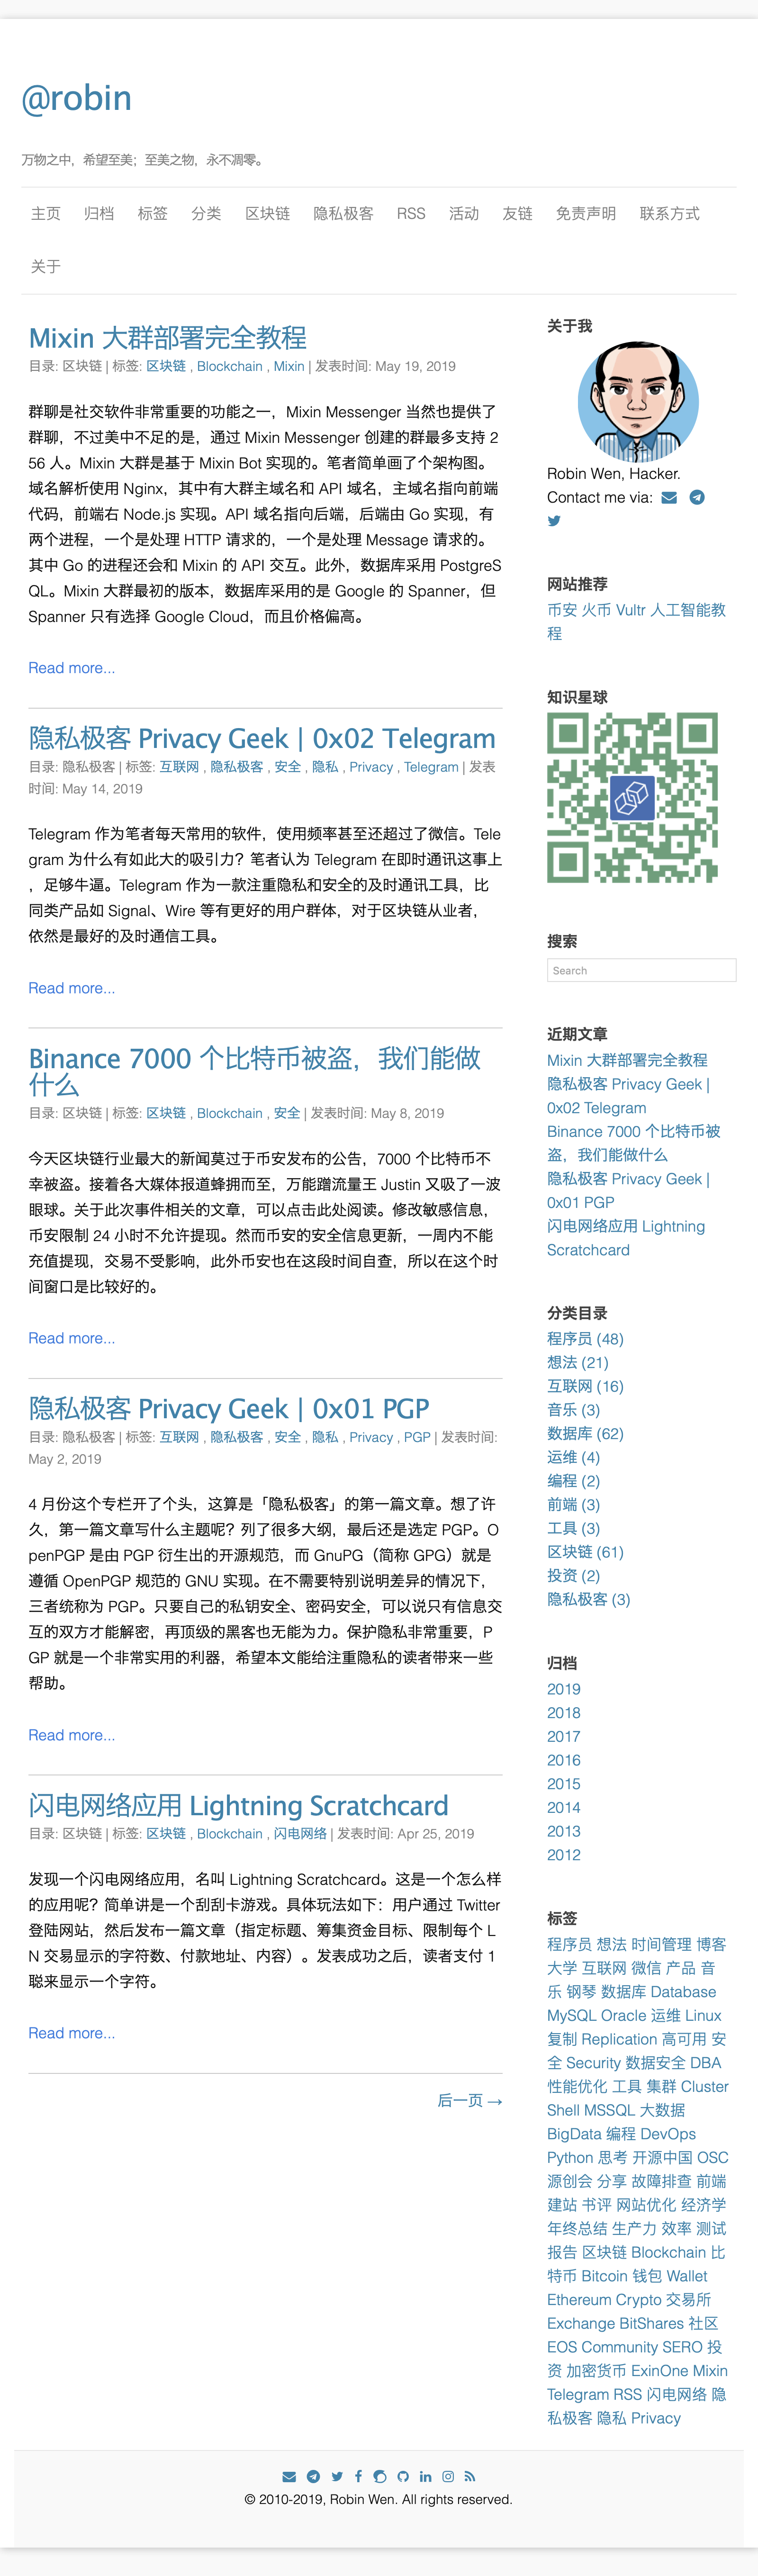 @robin
万物之中，希望至美；至美之物，永不凋零。
主页 归档 标签 分类 区块链 隐私极客 RSS 活动 友链 免责声明 联系方式
关于
Mixin 大群部署完全教程
目录: 区块链 | 标签: 区块链 , Blockchain , Mixin | 发表时间: May 19, 2019
群聊是社交软件非常重要的功能之一，Mixin Messenger 当然也提供了
群聊，不过美中不足的是，通过 Mixin Messenger 创建的群最多支持 2
56 人。Mixin 大群是基于 Mixin Bot 实现的。笔者简单画了个架构图。
域名解析使用 Nginx，其中有大群主域名和 API 域名，主域名指向前端
代码，前端右 Node.js 实现。API 域名指向后端，后端由 Go 实现，有
两个进程，一个是处理 HTTP 请求的，一个是处理 Message 请求的。
其中 Go 的进程还会和 Mixin 的 API 交互。此外，数据库采用 PostgreS
QL。Mixin 大群最初的版本，数据库采用的是 Google 的 Spanner，但
Spanner 只有选择 Google Cloud，而且价格偏高。
Read more...
隐私极客 Privacy Geek | 0x02 Telegram
目录: 隐私极客 | 标签: 互联网 , 隐私极客 , 安全 , 隐私 , Privacy , Telegram | 发表
时间: May 14, 2019
Telegram 作为笔者每天常用的软件，使用频率甚至还超过了微信。Tele
gram 为什么有如此大的吸引力？笔者认为 Telegram 在即时通讯这事上
，足够牛逼。Telegram 作为一款注重隐私和安全的及时通讯工具，比
同类产品如 Signal、Wire 等有更好的用户群体，对于区块链从业者，
依然是最好的及时通信工具。
Read more...
Binance 7000 个比特币被盗，我们能做
什么
目录: 区块链 | 标签: 区块链 , Blockchain , 安全 | 发表时间: May 8, 2019
今天区块链行业最大的新闻莫过于币安发布的公告，7000 个比特币不
幸被盗。接着各大媒体报道蜂拥而至，万能蹭流量王 Justin 又吸了一波
眼球。关于此次事件相关的文章，可以点击此处阅读。修改敏感信息，
币安限制 24 小时不允许提现。然而币安的安全信息更新，一周内不能
充值提现，交易不受影响，此外币安也在这段时间自查，所以在这个时
间窗口是比较好的。
Read more...
隐私极客 Privacy Geek | 0x01 PGP
目录: 隐私极客 | 标签: 互联网 , 隐私极客 , 安全 , 隐私 , Privacy , PGP | 发表时间:
May 2, 2019
4 月份这个专栏开了个头，这算是「隐私极客」的第一篇文章。想了许
久，第一篇文章写什么主题呢？列了很多大纲，最后还是选定 PGP。O
penPGP 是由 PGP 衍生出的开源规范，而 GnuPG（简称 GPG）就是
遵循 OpenPGP 规范的 GNU 实现。在不需要特别说明差异的情况下，
三者统称为 PGP。只要自己的私钥安全、密码安全，可以说只有信息交
互的双方才能解密，再顶级的黑客也无能为力。保护隐私非常重要，P
GP 就是一个非常实用的利器，希望本文能给注重隐私的读者带来一些
帮助。
Read more...
闪电网络应用 Lightning Scratchcard
目录: 区块链 | 标签: 区块链 , Blockchain , 闪电网络 | 发表时间: Apr 25, 2019
发现一个闪电网络应用，名叫 Lightning Scratchcard。这是一个怎么样
的应用呢？简单讲是一个刮刮卡游戏。具体玩法如下：用户通过 Twitter
登陆网站，然后发布一篇文章（指定标题、筹集资金目标、限制每个 L
N 交易显示的字符数、付款地址、内容）。发表成功之后，读者支付 1
聪来显示一个字符。
Read more...
后一页 →
关于我
Robin Wen, Hacker.
Contact me via:
网站推荐
币安 火币 Vultr 人工智能教
程
知识星球
搜索
Search
近期文章
Mixin 大群部署完全教程
隐私极客 Privacy Geek |
0x02 Telegram
Binance 7000 个比特币被
盗，我们能做什么
隐私极客 Privacy Geek |
0x01 PGP
闪电网络应用 Lightning
Scratchcard
分类目录
程序员 (48)
想法 (21)
互联网 (16)
音乐 (3)
数据库 (62)
运维 (4)
编程 (2)
前端 (3)
工具 (3)
区块链 (61)
投资 (2)
隐私极客 (3)
归档
2019
2018
2017
2016
2015
2014
2013
2012
标签
程序员 想法 时间管理 博客
大学 互联网 微信 产品 音
乐 钢琴 数据库 Database
MySQL Oracle 运维 Linux
复制 Replication 高可用 安
全 Security 数据安全 DBA
性能优化 工具 集群 Cluster
Shell MSSQL 大数据
BigData 编程 DevOps
Python 思考 开源中国 OSC
源创会 分享 故障排查 前端
建站 书评 网站优化 经济学
年终总结 生产力 效率 测试
报告 区块链 Blockchain 比
特币 Bitcoin 钱包 Wallet
Ethereum Crypto 交易所
Exchange BitShares 社区
EOS Community SERO 投
资 加密货币 ExinOne Mixin
Telegram RSS 闪电网络 隐
私极客 隐私 Privacy
© 2010-2019, Robin Wen. All rights reserved.